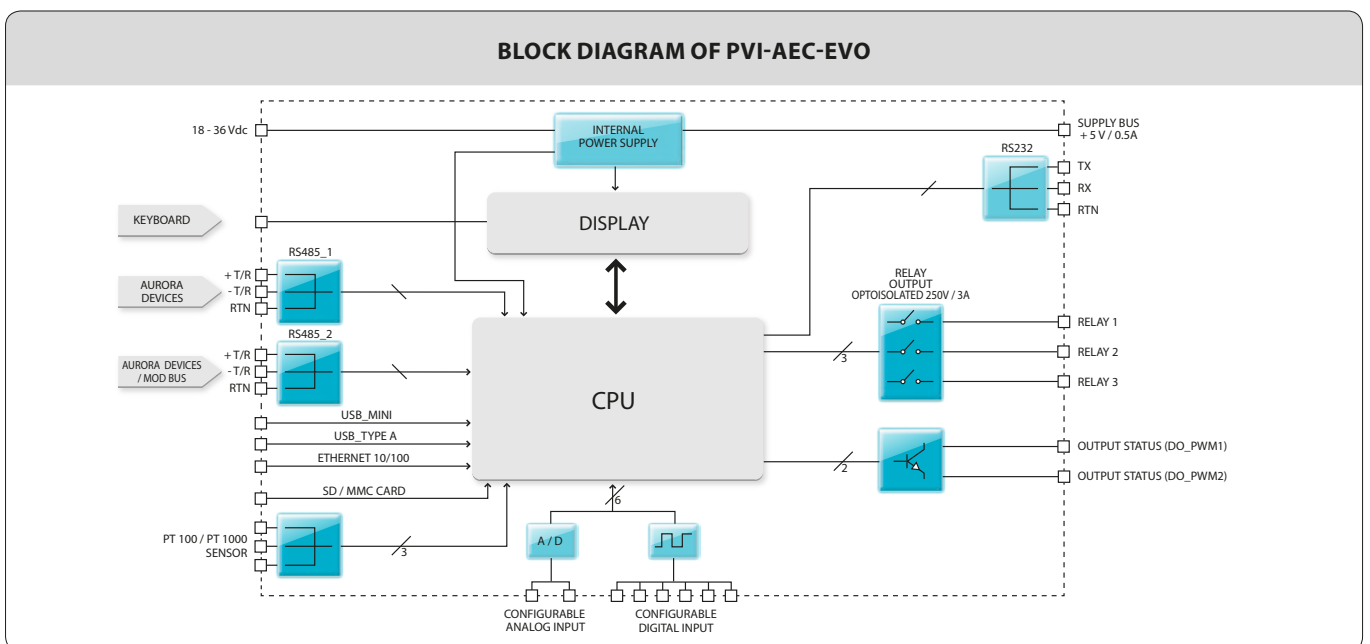 BLOCK DIAGRAM OF PVI-AEC-EVO
18 - 36 Vdc
INTERNAL
POWER SUPPLY
SUPPLY BUS
+ 5 V / 0.5A
RS232
TX
RX
RTN
KEYBOARD
DISPLAY
RS485_1
AURORA
DEVICES
+ T/R
- T/R
RTN
RELAY
OUTPUT
OPTOISOLATED 250V / 3A
RELAY 1
RELAY 2
RELAY 3
3
RS485_2
AURORA DEVICES
/ MOD BUS
+ T/R
- T/R
RTN
CPU
USB_MINI
USB_TYPE A
ETHERNET 10/100
SD / MMC CARD
2
OUTPUT STATUS (DO_PWM1)
OUTPUT STATUS (DO_PWM2)
PT 100 / PT 1000
SENSOR
3
6
A / D
CONFIGURABLE
ANALOG INPUT
CONFIGURABLE
DIGITAL INPUT